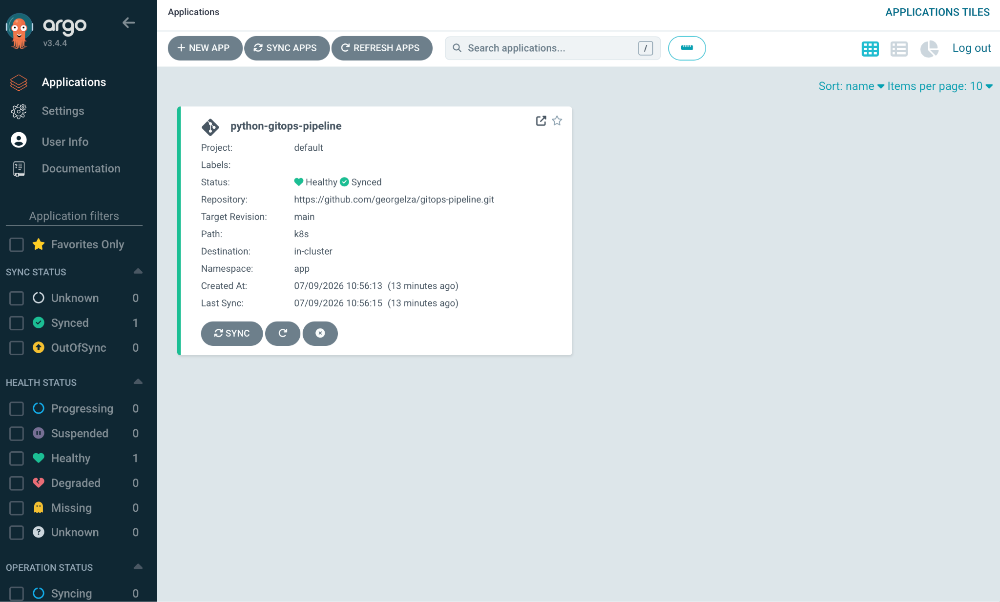 argo
v3.4.4
Applications
Settings
User Info
Documentation
Application filters
Favorites Only
SYNC STATUS
Unknown 0
Synced 1
OutOfSync 0
HEALTH STATUS
Progressing 0
Suspended 0
Healthy 1
Degraded 0
Missing 0
Unknown 0
OPERATION STATUS
Syncing 0
Applications
APPLICATIONS TILES
+ NEW APP SYNC APPS REFRESH APPS Search applications... / Log out
Sort: name Items per page: 10
python-gitops-pipeline
Project: default
Labels:
Status: Healthy Synced
Repository: https://github.com/georgelza/gitops-pipeline.git
Target Revision: main
Path: k8s
Destination: in-cluster
Namespace: app
Created At: 07/09/2026 10:56:13 (13 minutes ago)
Last Sync: 07/09/2026 10:56:15 (13 minutes ago)
SYNC